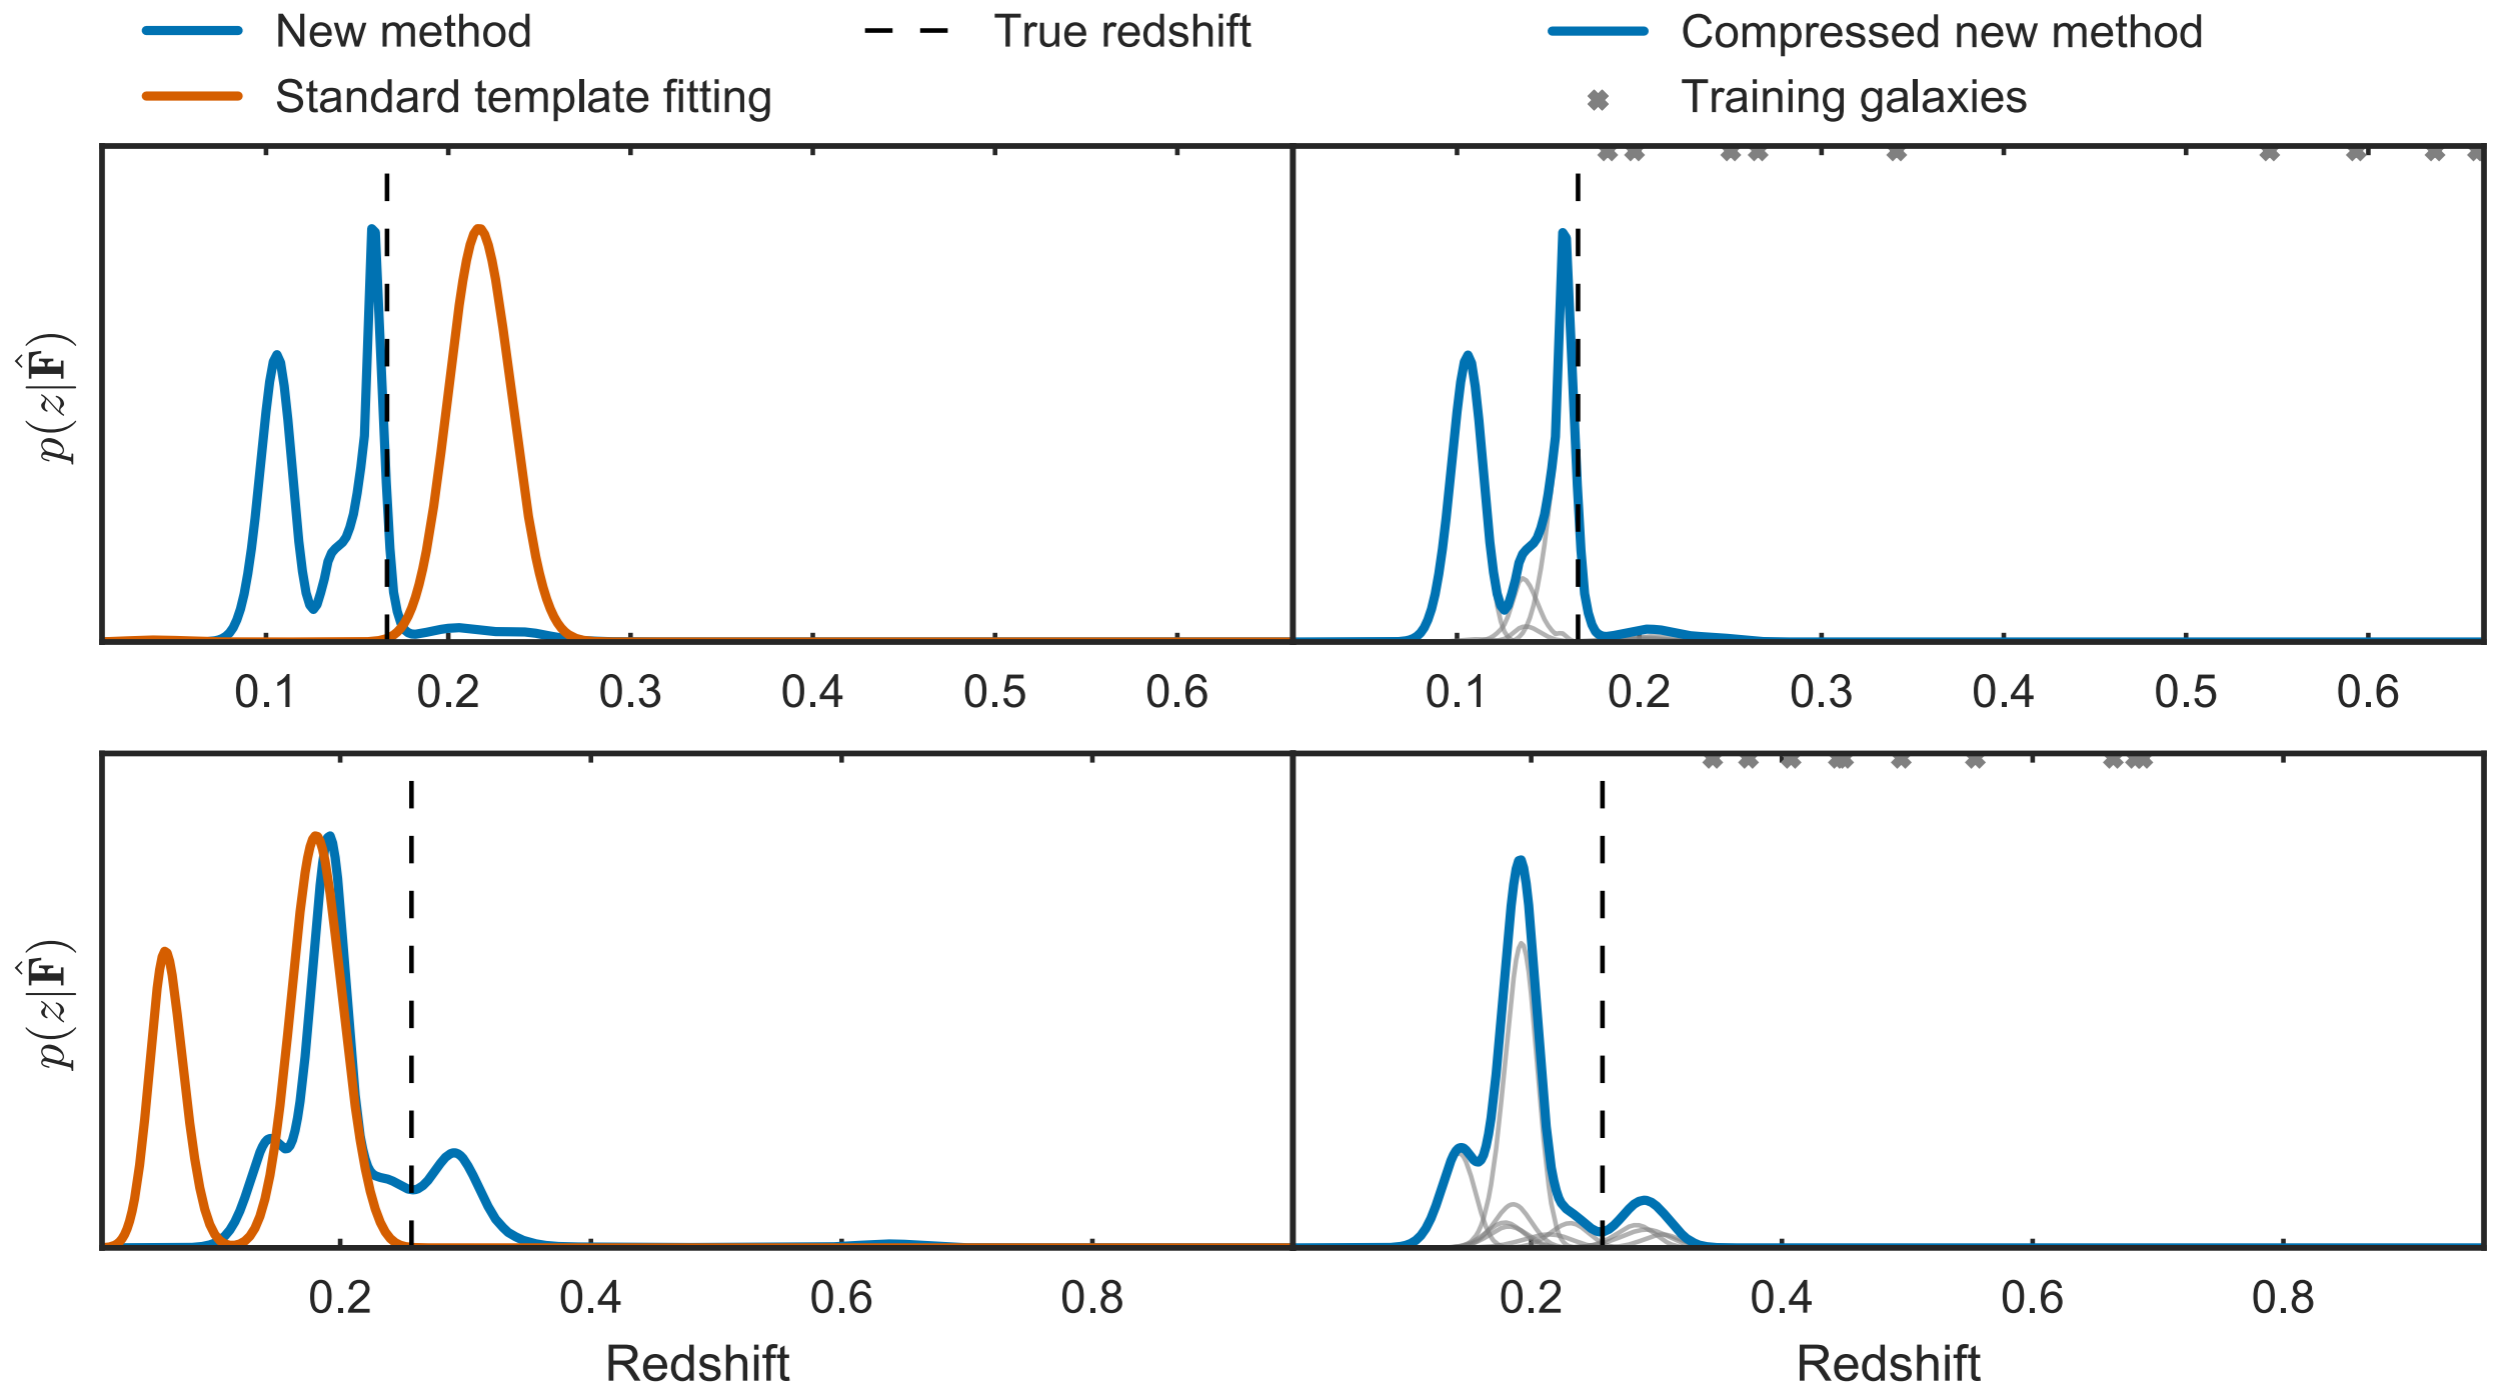 New method
True redshift
Compressed new method
Standard template fitting
Training galaxies
p(z|F̂)
0.1 0.2 0.3 0.4 0.5 0.6
0.1 0.2 0.3 0.4 0.5 0.6
p(z|F̂)
0.2 0.4 0.6 0.8
0.2 0.4 0.6 0.8
Redshift
Redshift